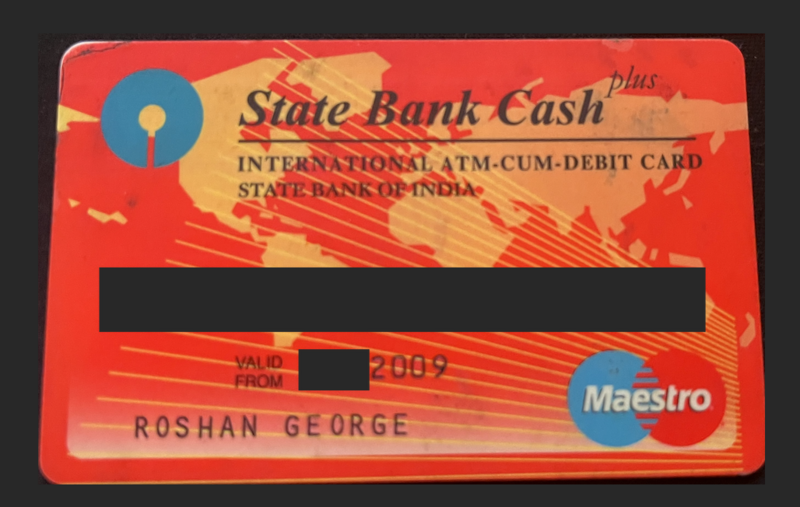 State Bank Cash plus
INTERNATIONAL ATM-CUM-DEBIT CARD
STATE BANK OF INDIA
VALID
FROM 2009
ROSHAN GEORGE
Maestro